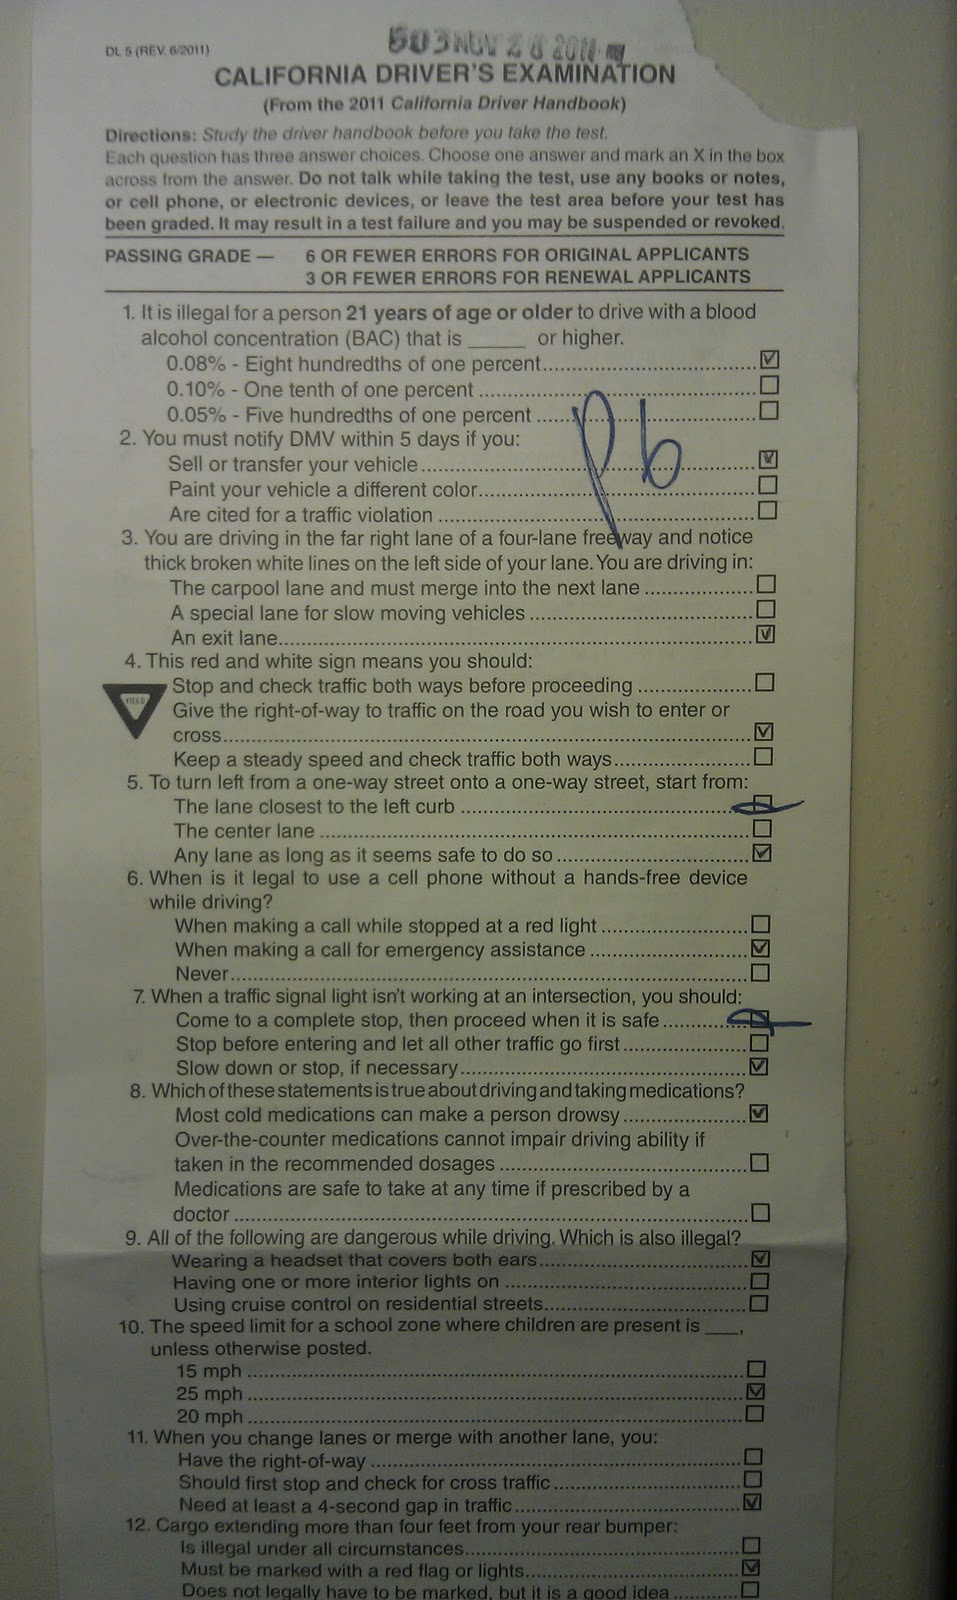 DL 5 (REV. 6/2011)
503 NOV 28 2011
CALIFORNIA DRIVER'S EXAMINATION
(From the 2011 California Driver Handbook)
Directions: Study the driver handbook before you take the test.
Each question has three answer choices. Choose one answer and mark an X in the box
across from the answer. Do not talk while taking the test, use any books or notes,
or cell phone, or electronic devices, or leave the test area before your test has
been graded. It may result in a test failure and you may be suspended or revoked.
PASSING GRADE — 6 OR FEWER ERRORS FOR ORIGINAL APPLICANTS
3 OR FEWER ERRORS FOR RENEWAL APPLICANTS
1. It is illegal for a person 21 years of age or older to drive with a blood
alcohol concentration (BAC) that is _____ or higher.
0.08% - Eight hundredths of one percent
0.10% - One tenth of one percent
0.05% - Five hundredths of one percent
2. You must notify DMV within 5 days if you:
Sell or transfer your vehicle
Paint your vehicle a different color
Are cited for a traffic violation
3. You are driving in the far right lane of a four-lane freeway and notice
thick broken white lines on the left side of your lane. You are driving in:
The carpool lane and must merge into the next lane
A special lane for slow moving vehicles
An exit lane
4. This red and white sign means you should:
YIELD
Stop and check traffic both ways before proceeding
Give the right-of-way to traffic on the road you wish to enter or
cross
Keep a steady speed and check traffic both ways
5. To turn left from a one-way street onto a one-way street, start from:
The lane closest to the left curb
The center lane
Any lane as long as it seems safe to do so
6. When is it legal to use a cell phone without a hands-free device
while driving?
When making a call while stopped at a red light
When making a call for emergency assistance
Never
7. When a traffic signal light isn't working at an intersection, you should:
Come to a complete stop, then proceed when it is safe
Stop before entering and let all other traffic go first
Slow down or stop, if necessary
8. Which of these statements is true about driving and taking medications?
Most cold medications can make a person drowsy
Over-the-counter medications cannot impair driving ability if
taken in the recommended dosages
Medications are safe to take at any time if prescribed by a
doctor
9. All of the following are dangerous while driving. Which is also illegal?
Wearing a headset that covers both ears
Having one or more interior lights on
Using cruise control on residential streets
10. The speed limit for a school zone where children are present is ___,
unless otherwise posted.
15 mph
25 mph
20 mph
11. When you change lanes or merge with another lane, you:
Have the right-of-way
Should first stop and check for cross traffic
Need at least a 4-second gap in traffic
12. Cargo extending more than four feet from your rear bumper:
Is illegal under all circumstances
Must be marked with a red flag or lights
Does not legally have to be marked, but it is a good idea